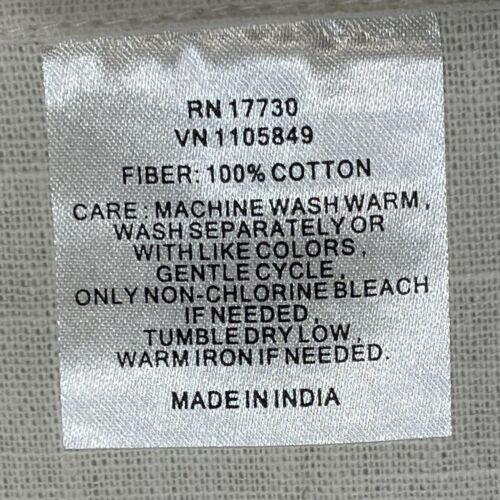 RN 17730
VN 1105849
FIBER: 100% COTTON
CARE : MACHINE WASH WARM,
WASH SEPARATELY OR
WITH LIKE COLORS,
GENTLE CYCLE,
ONLY NON-CHLORINE BLEACH
IF NEEDED,
TUMBLE DRY LOW,
WARM IRON IF NEEDED.
MADE IN INDIA